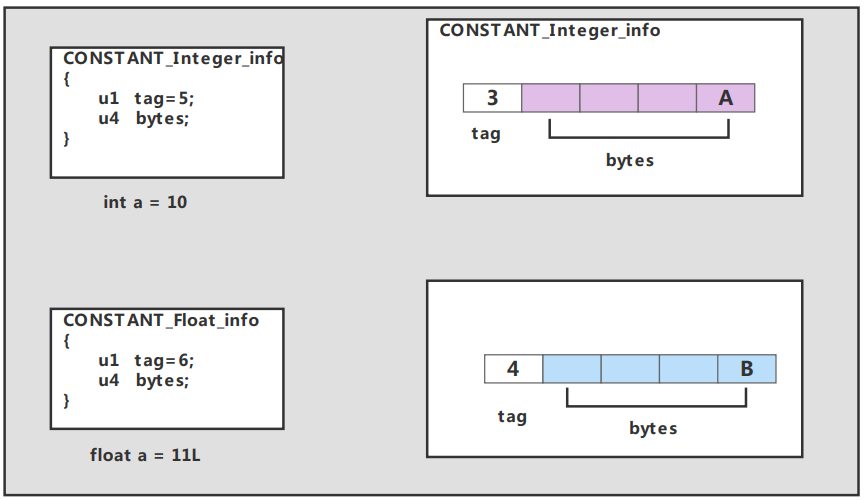 CONSTANT_Integer_info
{
u1 tag=5;
u4 bytes;
}
int a = 10
CONSTANT_Integer_info
3 A
tag
bytes
CONSTANT_Float_info
{
u1 tag=6;
u4 bytes;
}
float a = 11L
4 B
tag
bytes